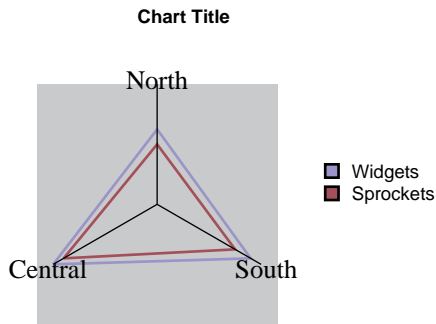 Chart Title
North
Widgets
Sprockets
Central
South